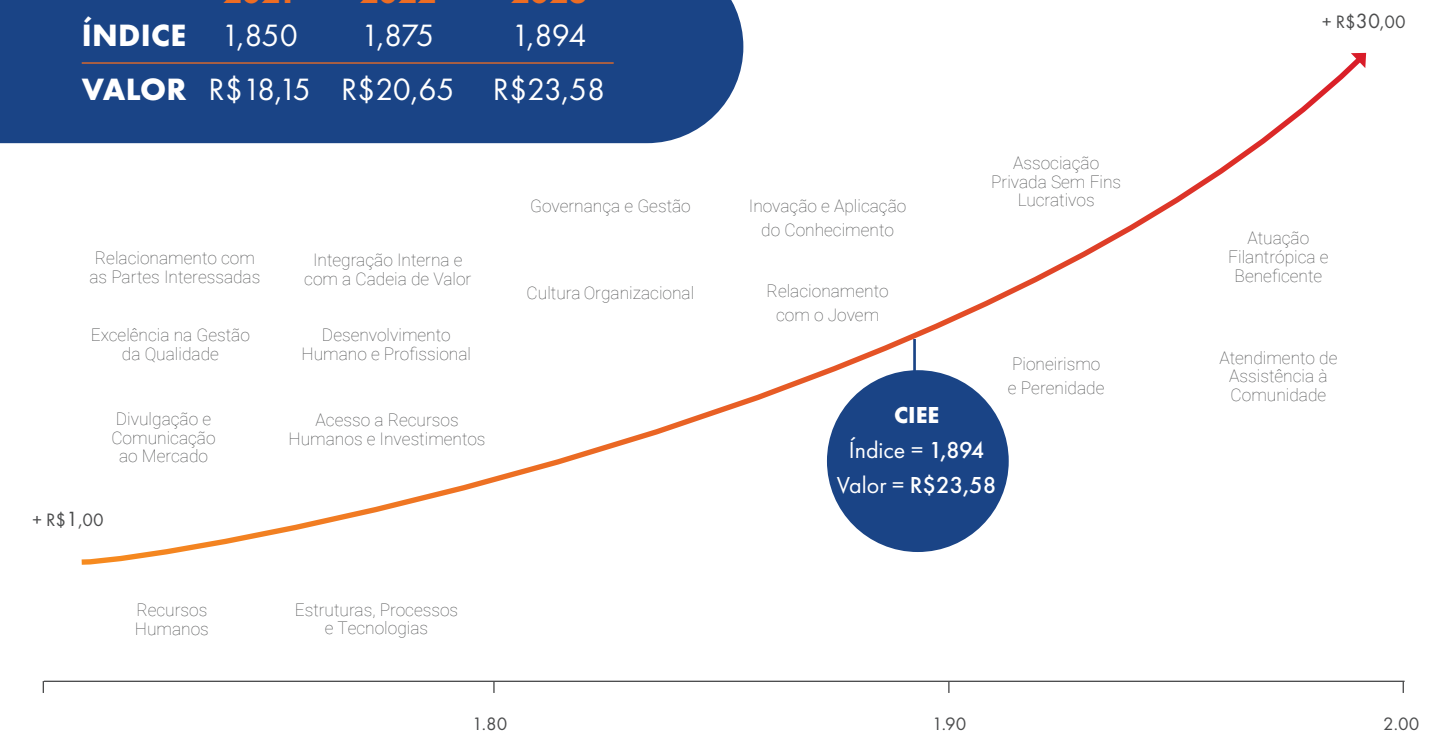 ÍNDICE 1,850 1,875 1,894
VALOR R$18,15 R$20,65 R$23,58
+ R$30,00
Associação
Privada Sem Fins
Lucrativos
Governança e Gestão
Inovação e Aplicação
do Conhecimento
Atuação
Filantrópica e
Beneficente
Relacionamento com
as Partes Interessadas
Integração Interna e
com a Cadeia de Valor
Cultura Organizacional
Relacionamento
com o Jovem
Excelência na Gestão
da Qualidade
Desenvolvimento
Humano e Profissional
Pioneirismo
e Perenidade
Atendimento de
Assistência à
Comunidade
Divulgação e
Comunicação
ao Mercado
Acesso a Recursos
Humanos e Investimentos
CIEE
Índice = 1,894
Valor = R$23,58
+ R$1,00
Recursos
Humanos
Estruturas, Processos
e Tecnologias
1.80
1.90
2.00